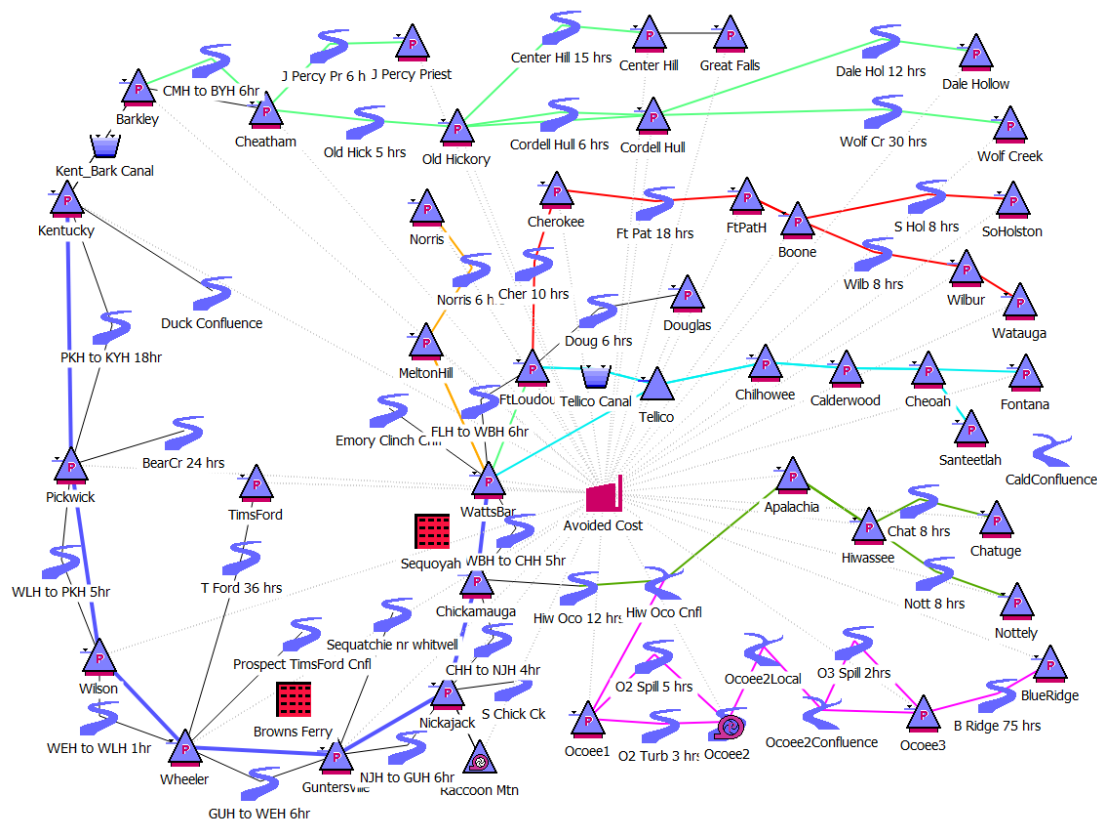 Center Hill 15 hrs
Center Hill
Great Falls
J Percy Pr 6 h
J Percy Priest
Dale Hol 12 hrs
Dale Hollow
CMH to BYH 6hr
Barkley
Cheatham
Old Hick 5 hrs
Old Hickory
Cordell Hull 6 hrs
Cordell Hull
Wolf Cr 30 hrs
Wolf Creek
Kent_Bark Canal
Kentucky
Norris
Cherokee
Ft Pat 18 hrs
FtPatH
Boone
S Hol 8 hrs
SoHolston
Wilb 8 hrs
Wilbur
Watauga
Norris 6 h
Cher 10 hrs
Duck Confluence
Doug 6 hrs
Douglas
PKH to KYH 18hr
MeltonHill
FtLoudou
Tellico Canal
Tellico
Chilhowee
Calderwood
Cheoah
Fontana
Emory Clinch C
FLH to WBH 6hr
Santeetlah
CaldConfluence
BearCr 24 hrs
Pickwick
TimsFord
WattsBar
Avoided Cost
Apalachia
Sequoyah
WBH to CHH 5hr
Hiwassee
Chat 8 hrs
Chatuge
WLH to PKH 5hr
T Ford 36 hrs
Chickamauga
Hiw Oco 12 hrs
Hiw Oco Cnfl
Nott 8 hrs
Nottely
Sequatchie nr whitwell
Prospect TimsFord Cnfl
CHH to NJH 4hr
Wilson
O2 Spill 5 hrs
Ocoee2Local
O3 Spill 2hrs
BlueRidge
Browns Ferry
Nickajack
S Chick Ck
B Ridge 75 hrs
WEH to WLH 1hr
Wheeler
Ocoee1
O2 Turb 3 hrs
Ocoee2
Ocoee2Confluence
Ocoee3
Guntersville
NJH to GUH 6hr
Raccoon Mtn
GUH to WEH 6hr